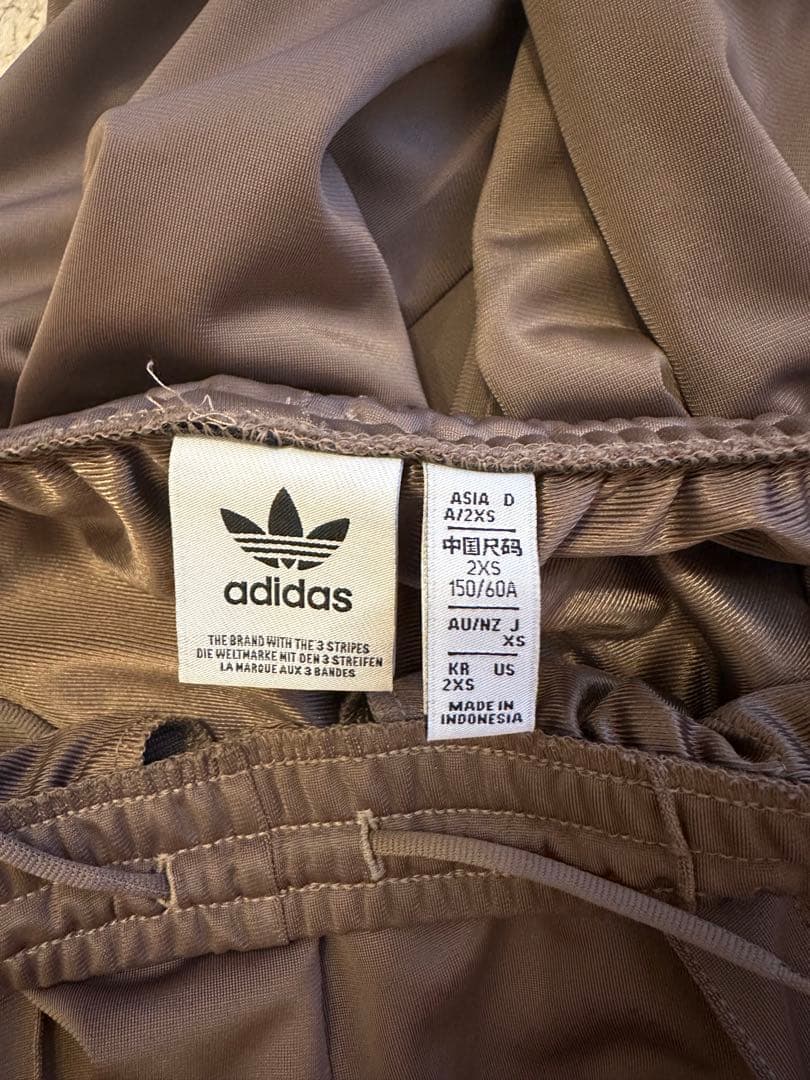 adidas
THE BRAND WITH THE 3 STRIPES
DIE WELTMARKE MIT DEN 3 STREIFEN
LA MARQUE AUX 3 BANDES
ASIA D
A/2XS
中国尺码
2XS
150/60A
AU/NZ J
XS
KR US
2XS
MADE IN
INDONESIA